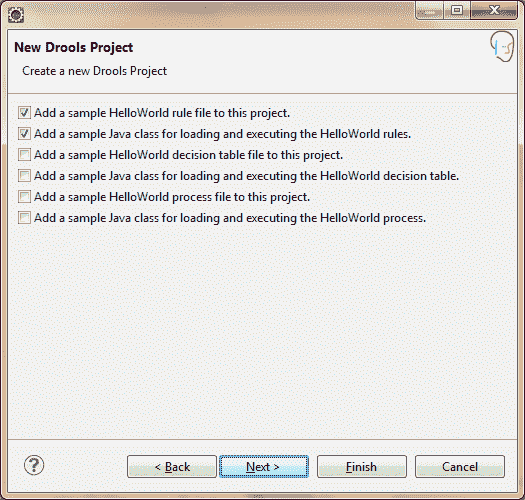 New Drools Project
Create a new Drools Project
Add a sample HelloWorld rule file to this project.
Add a sample Java class for loading and executing the HelloWorld rules.
Add a sample HelloWorld decision table file to this project.
Add a sample Java class for loading and executing the HelloWorld decision table.
Add a sample HelloWorld process file to this project.
Add a sample Java class for loading and executing the HelloWorld process.
? < Back Next > Finish Cancel